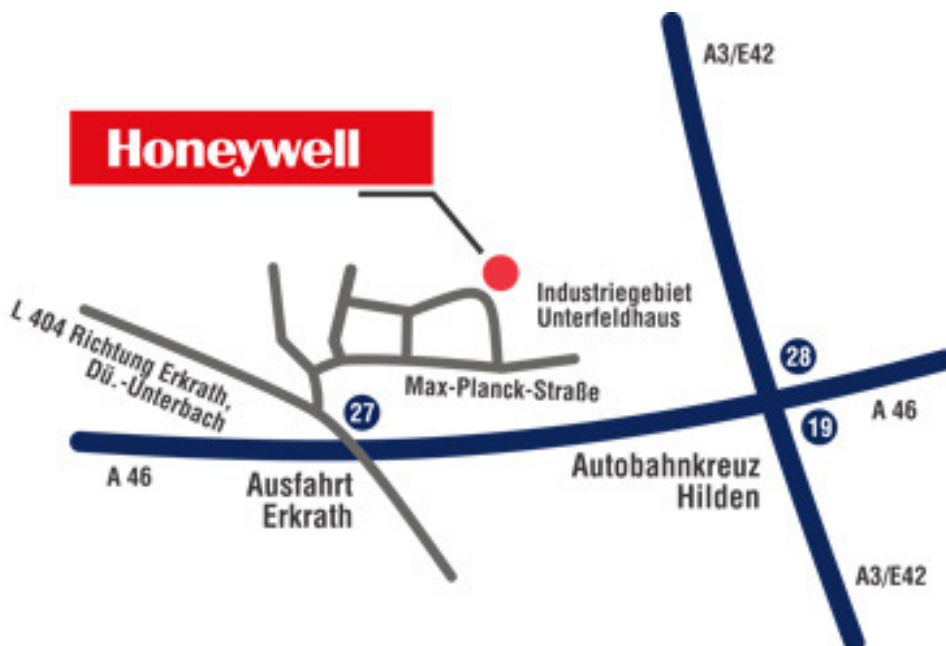 A3/E42
Honeywell
Industriegebiet
Unterfeldhaus
L 404 Richtung Erkrath,
Dü.-Unterbach
28
Max-Planck-Straße
27
A 46
19
A 46
Ausfahrt
Erkrath
Autobahnkreuz
Hilden
A3/E42